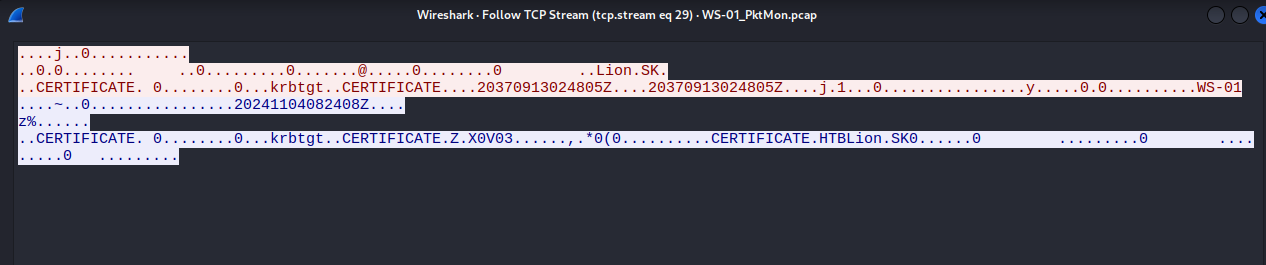 Wireshark · Follow TCP Stream (tcp.stream eq 29) · WS-01_PktMon.pcap
....j..0...........
..0.0........     ..0.........0.......@.....0........0         ..Lion.SK.
..CERTIFICATE. 0........0...krbtgt..CERTIFICATE....20370913024805Z....20370913024805Z....j.1...0................y.....0.0..........WS-01
....~..0................20241104082408Z....
z%......
..CERTIFICATE. 0........0...krbtgt..CERTIFICATE.Z.X0V03......,.*0(0..........CERTIFICATE.HTBLion.SK0......0         .........0        ....
.....0   .........